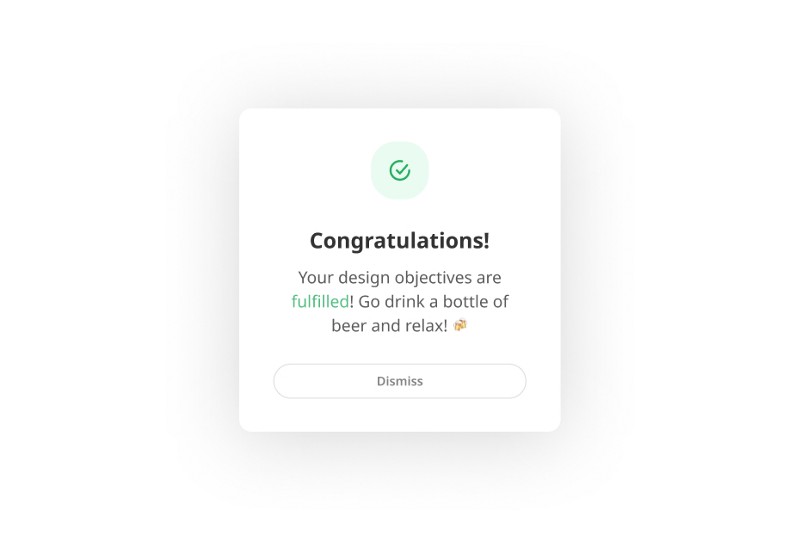 Congratulations!
Your design objectives are
fulfilled! Go drink a bottle of
beer and relax! 🍻
Dismiss